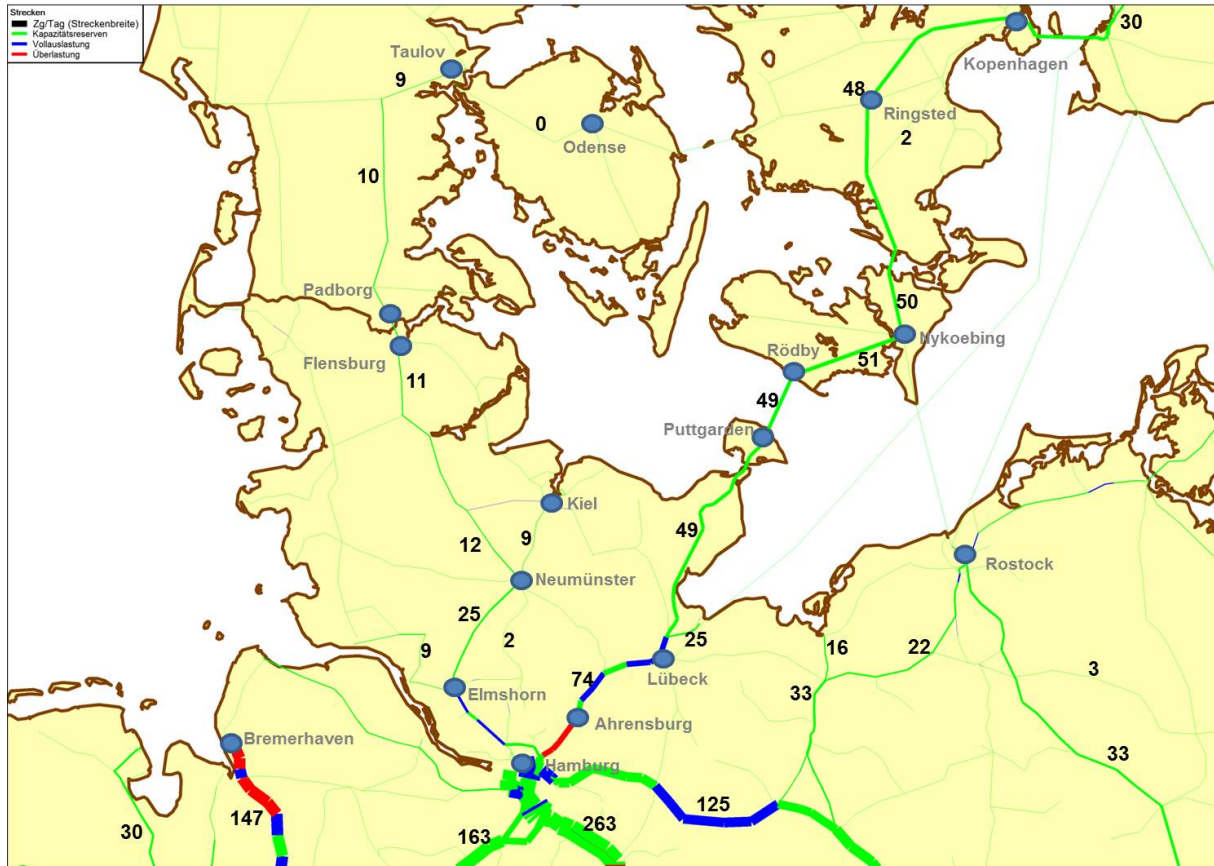 Strecken
Zg/Tag (Streckenbreite)
Kapazitätsreserven
Vollauslastung
Überlastung
30
Kopenhagen
Taulov
9
48
Ringsted
0
Odense
2
10
Padborg
50
Nykoebing
Flensburg
Rödby
51
11
49
Puttgarden
Kiel
49
12
9
Rostock
Neumünster
25
2
25
16
22
9
Lübeck
3
74
33
Elmshorn
Ahrensburg
Bremerhaven
33
Hamburg
125
147
30
163
263